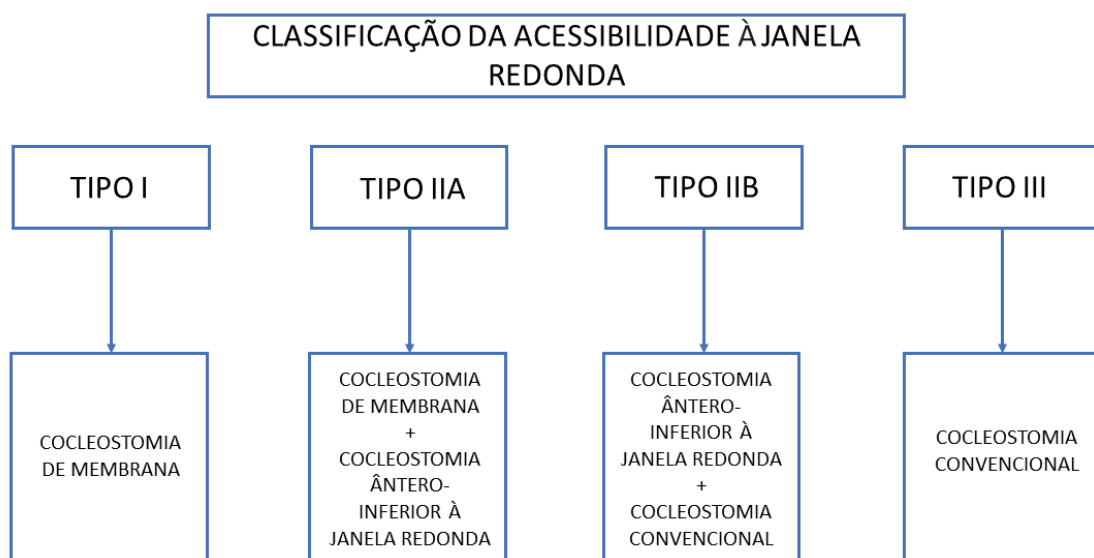 CLASSIFICAÇÃO DA ACESSIBILIDADE À JANELA
REDONDA
TIPO I
TIPO IIA
TIPO IIB
TIPO III
COCLEOSTOMIA
DE MEMBRANA
COCLEOSTOMIA
DE MEMBRANA
+
COCLEOSTOMIA
ÂNTERO-
INFERIOR À
JANELA REDONDA
COCLEOSTOMIA
ÂNTERO-
INFERIOR À
JANELA REDONDA
+
COCLEOSTOMIA
CONVENCIONAL
COCLEOSTOMIA
CONVENCIONAL